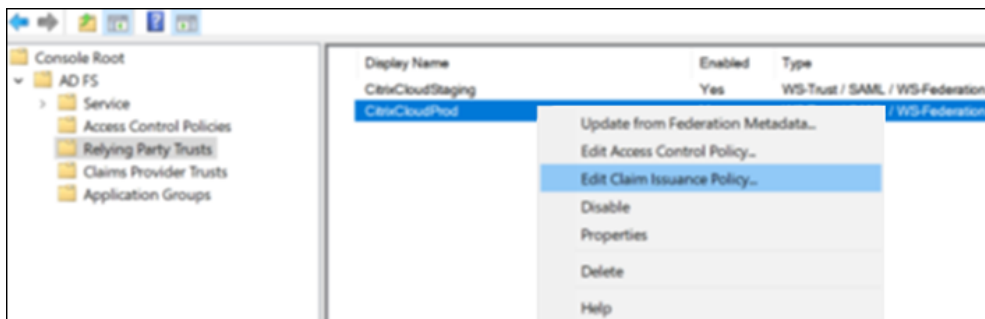 Console Root
AD FS
Service
Access Control Policies
Relying Party Trusts
Claims Provider Trusts
Application Groups
Display Name Enabled Type
CitrixCloudStaging Yes WS-Trust / SAML / WS-Federation
CitrixCloudProd / WS-Federation
Update from Federation Metadata...
Edit Access Control Policy...
Edit Claim Issuance Policy...
Disable
Properties
Delete
Help